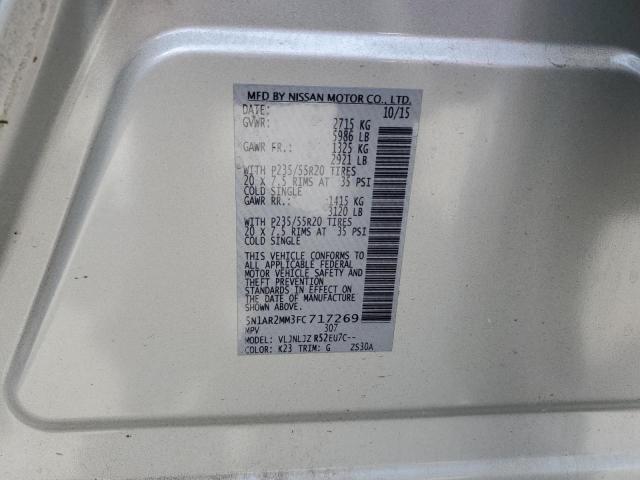 MFD BY NISSAN MOTOR CO., LTD.
DATE: 10/15
GVWR: 2715 KG
5986 LB
GAWR FR.: 1325 KG
2921 LB
WITH P235/55R20 TIRES
20 X 7.5 RIMS AT 35 PSI
COLD SINGLE
GAWR RR.: 1415 KG
3120 LB
WITH P235/55R20 TIRES
20 X 7.5 RIMS AT 35 PSI
COLD SINGLE
THIS VEHICLE CONFORMS TO
ALL APPLICABLE FEDERAL
MOTOR VEHICLE SAFETY AND
THEFT PREVENTION
STANDARDS IN EFFECT ON
THE DATE OF MANUFACTURE
SHOWN ABOVE.
5N1AR2MM3FC717269
MPV 307
MODEL: VLJNLJZ R52EU7C--
COLOR: K23 TRIM: G ZS30A